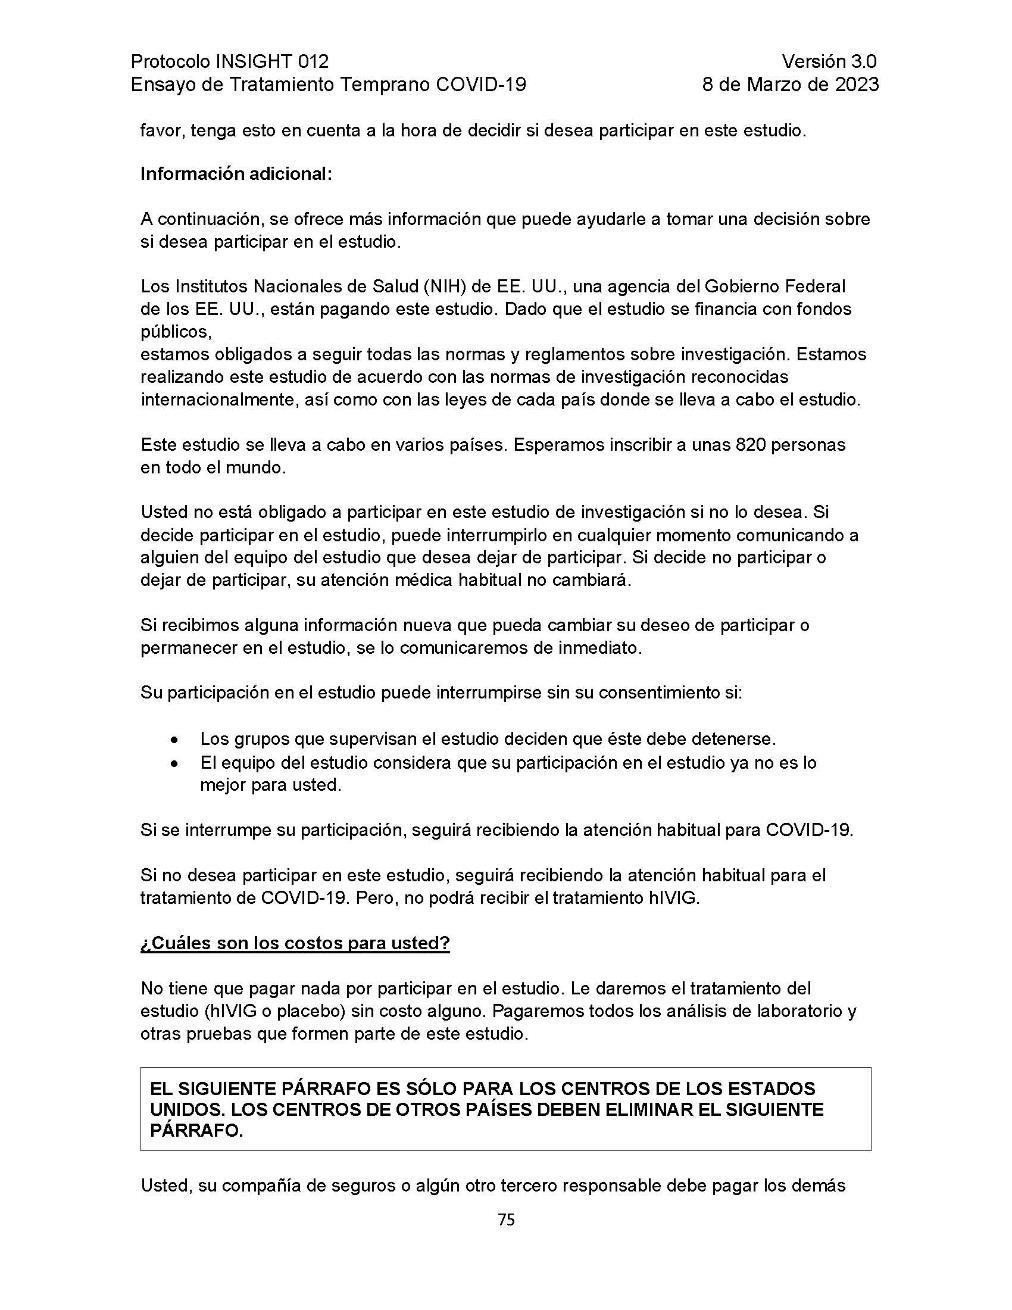 Protocolo INSIGHT 012 Versión 3.0
Ensayo de Tratamiento Temprano COVID-19 8 de Marzo de 2023
favor, tenga esto en cuenta a la hora de decidir si desea participar en este estudio.
Información adicional:
A continuación, se ofrece más información que puede ayudarle a tomar una decisión sobre
si desea participar en el estudio.
Los Institutos Nacionales de Salud (NIH) de EE. UU., una agencia del Gobierno Federal
de los EE. UU., están pagando este estudio. Dado que el estudio se financia con fondos
públicos,
estamos obligados a seguir todas las normas y reglamentos sobre investigación. Estamos
realizando este estudio de acuerdo con las normas de investigación reconocidas
internacionalmente, así como con las leyes de cada país donde se lleva a cabo el estudio.
Este estudio se lleva a cabo en varios países. Esperamos inscribir a unas 820 personas
en todo el mundo.
Usted no está obligado a participar en este estudio de investigación si no lo desea. Si
decide participar en el estudio, puede interrumpirlo en cualquier momento comunicando a
alguien del equipo del estudio que desea dejar de participar. Si decide no participar o
dejar de participar, su atención médica habitual no cambiará.
Si recibimos alguna información nueva que pueda cambiar su deseo de participar o
permanecer en el estudio, se lo comunicaremos de inmediato.
Su participación en el estudio puede interrumpirse sin su consentimiento si:
• Los grupos que supervisan el estudio deciden que éste debe detenerse.
• El equipo del estudio considera que su participación en el estudio ya no es lo
mejor para usted.
Si se interrumpe su participación, seguirá recibiendo la atención habitual para COVID-19.
Si no desea participar en este estudio, seguirá recibiendo la atención habitual para el
tratamiento de COVID-19. Pero, no podrá recibir el tratamiento hIVIG.
¿Cuáles son los costos para usted?
No tiene que pagar nada por participar en el estudio. Le daremos el tratamiento del
estudio (hIVIG o placebo) sin costo alguno. Pagaremos todos los análisis de laboratorio y
otras pruebas que formen parte de este estudio.
EL SIGUIENTE PÁRRAFO ES SÓLO PARA LOS CENTROS DE LOS ESTADOS
UNIDOS. LOS CENTROS DE OTROS PAÍSES DEBEN ELIMINAR EL SIGUIENTE
PÁRRAFO.
Usted, su compañía de seguros o algún otro tercero responsable debe pagar los demás
75